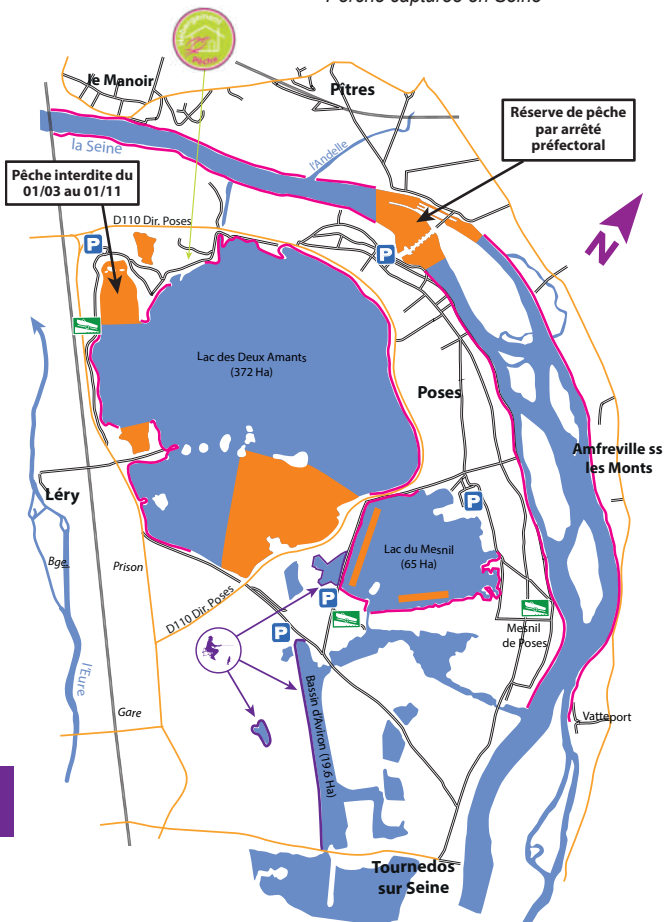 Perche capturée en Seine
Hébergement
Pêche
le Manoir
Pîtres
Réserve de pêche
par arrêté
préfectoral
la Seine
l'Andelle
Pêche interdite du
01/03 au 01/11
D110 Dir. Poses
P
P
N
Lac des Deux Amants
(372 Ha)
Poses
Amfreville ss
les Monts
Léry
P
Lac du Mesnil
(65 Ha)
Bge.
Prison
D110 Dir. Poses
P
P
Mesnil
de Poses
l'Eure
Bassin d'Aviron (19.6 Ha)
Gare
Vatteport
Tournedos
sur Seine